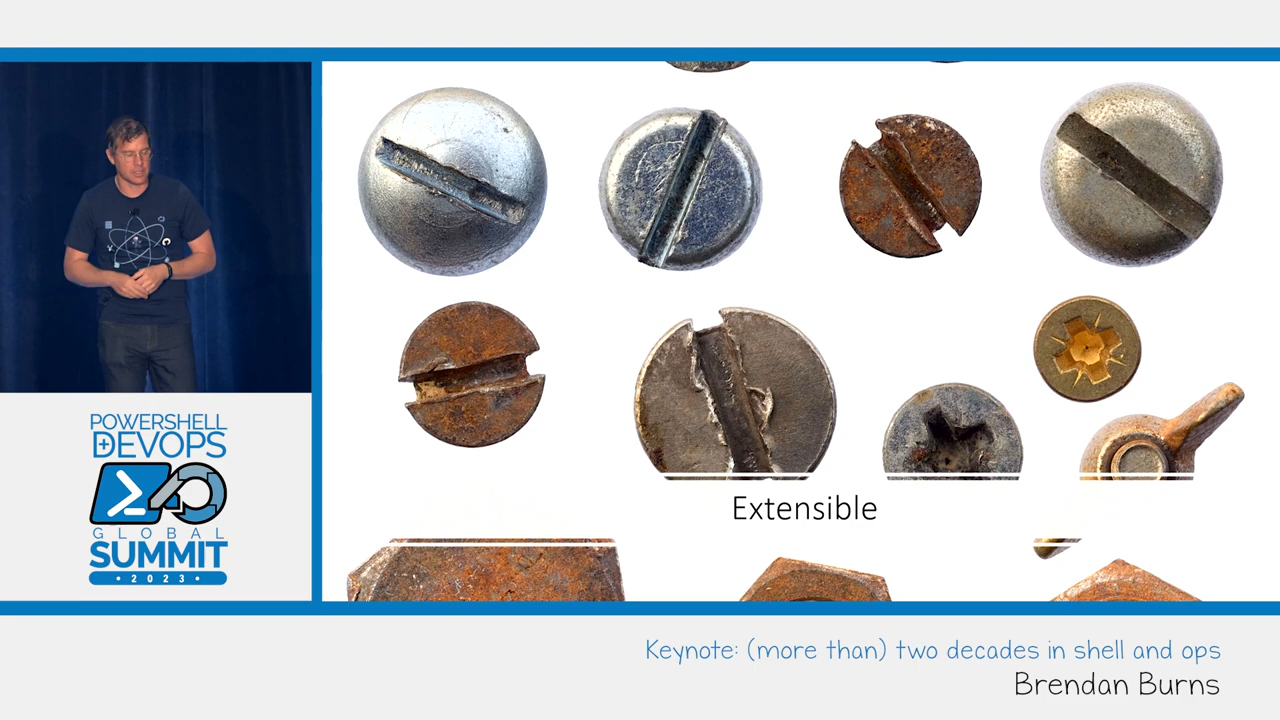 Extensible
POWERSHELL
DEVOPS
GLOBAL
SUMMIT
• 2023 •
Keynote: (more than) two decades in shell and ops
Brendan Burns